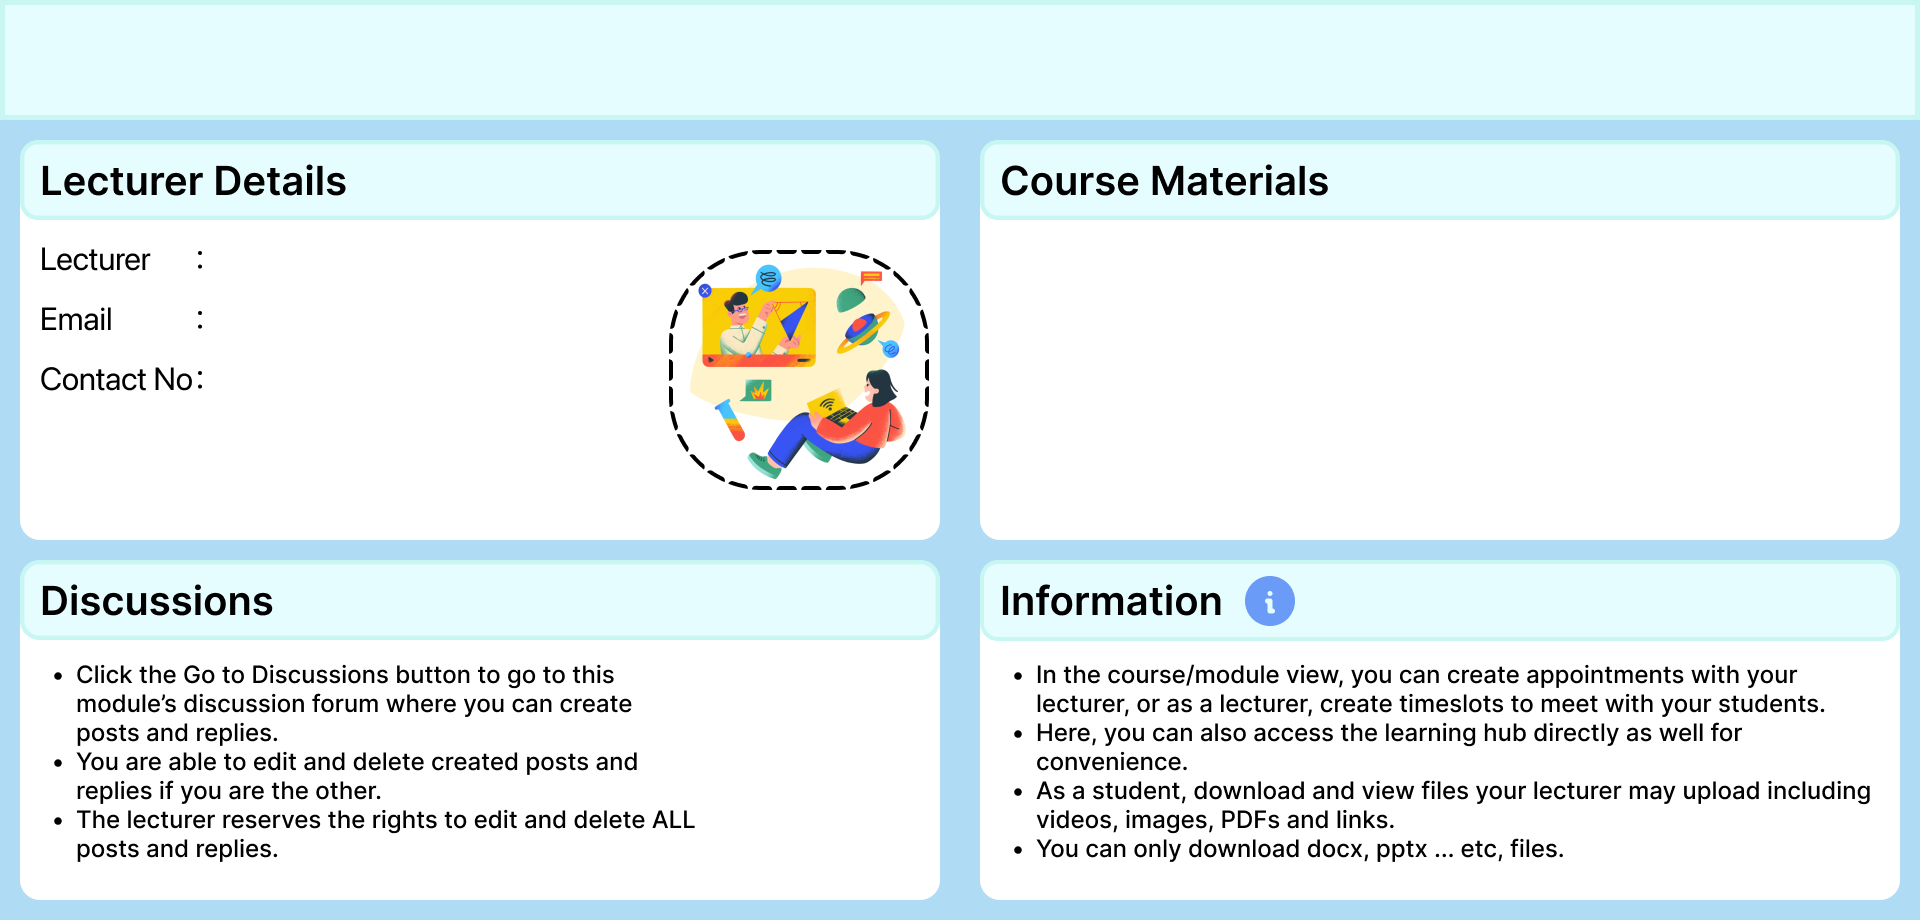 Lecturer Details
Lecturer :
Email :
Contact No :
Course Materials
Discussions
• Click the Go to Discussions button to go to this
module’s discussion forum where you can create
posts and replies.
• You are able to edit and delete created posts and
replies if you are the other.
• The lecturer reserves the rights to edit and delete ALL
posts and replies.
Information
• In the course/module view, you can create appointments with your
lecturer, or as a lecturer, create timeslots to meet with your students.
• Here, you can also access the learning hub directly as well for
convenience.
• As a student, download and view files your lecturer may upload including
videos, images, PDFs and links.
• You can only download docx, pptx ... etc, files.